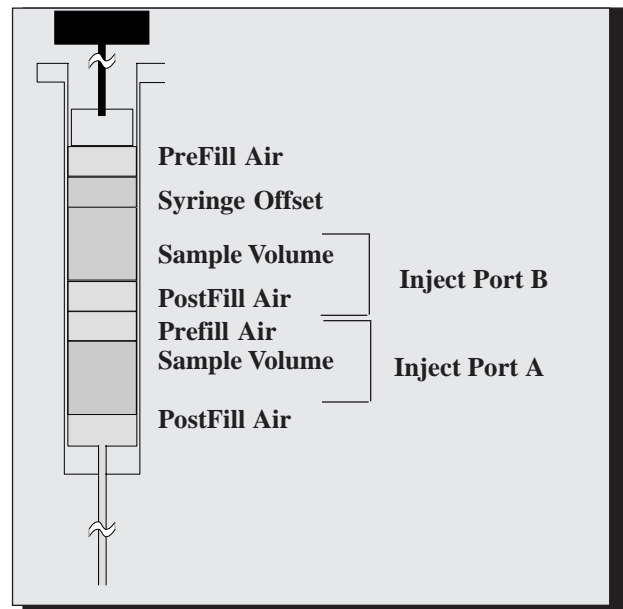 PreFill Air
Syringe Offset
Sample Volume
Inject Port B
PostFill Air
Prefill Air
Sample Volume
Inject Port A
PostFill Air